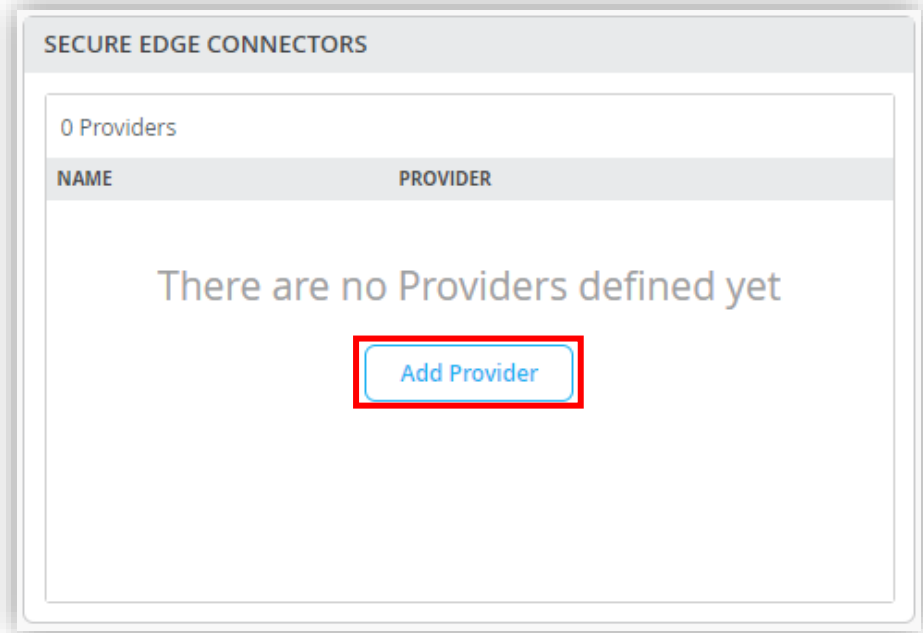 SECURE EDGE CONNECTORS
0 Providers
NAME PROVIDER
There are no Providers defined yet
Add Provider